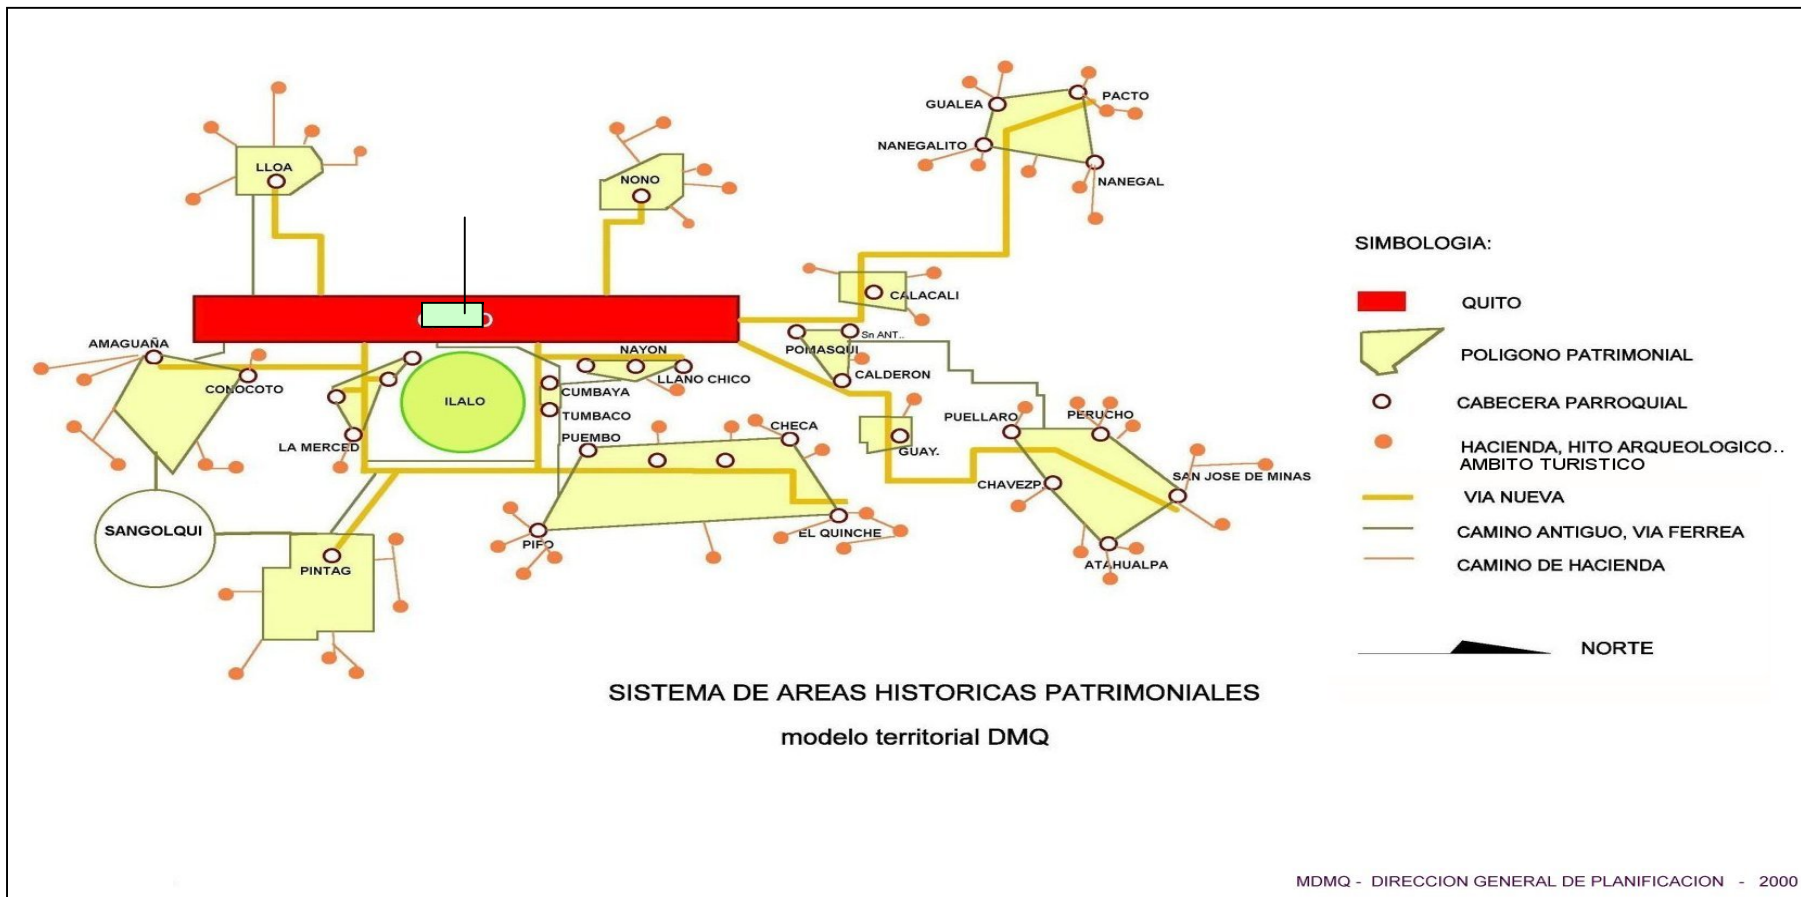 GUALEA
PACTO
NANEGALITO
NANEGAL
LLOA
NONO
CALACALI
Sn ANT..
POMASQUI
CALDERON
AMAGUAÑA
CONOCOTO
ILALO
NAYON
LLANO CHICO
CUMBAYA
TUMBACO
PUEMBO
CHECA
LA MERCED
GUAY.
PUELLARO
PERUCHO
CHAVEZP.
SAN JOSE DE MINAS
ATAHUALPA
SANGOLQUI
PINTAG
PIFO
EL QUINCHE
SIMBOLOGIA:
QUITO
POLIGONO PATRIMONIAL
CABECERA PARROQUIAL
HACIENDA, HITO ARQUEOLOGICO..
AMBITO TURISTICO
VIA NUEVA
CAMINO ANTIGUO, VIA FERREA
CAMINO DE HACIENDA
NORTE
SISTEMA DE AREAS HISTORICAS PATRIMONIALES
modelo territorial DMQ
MDMQ - DIRECCION GENERAL DE PLANIFICACION - 2000